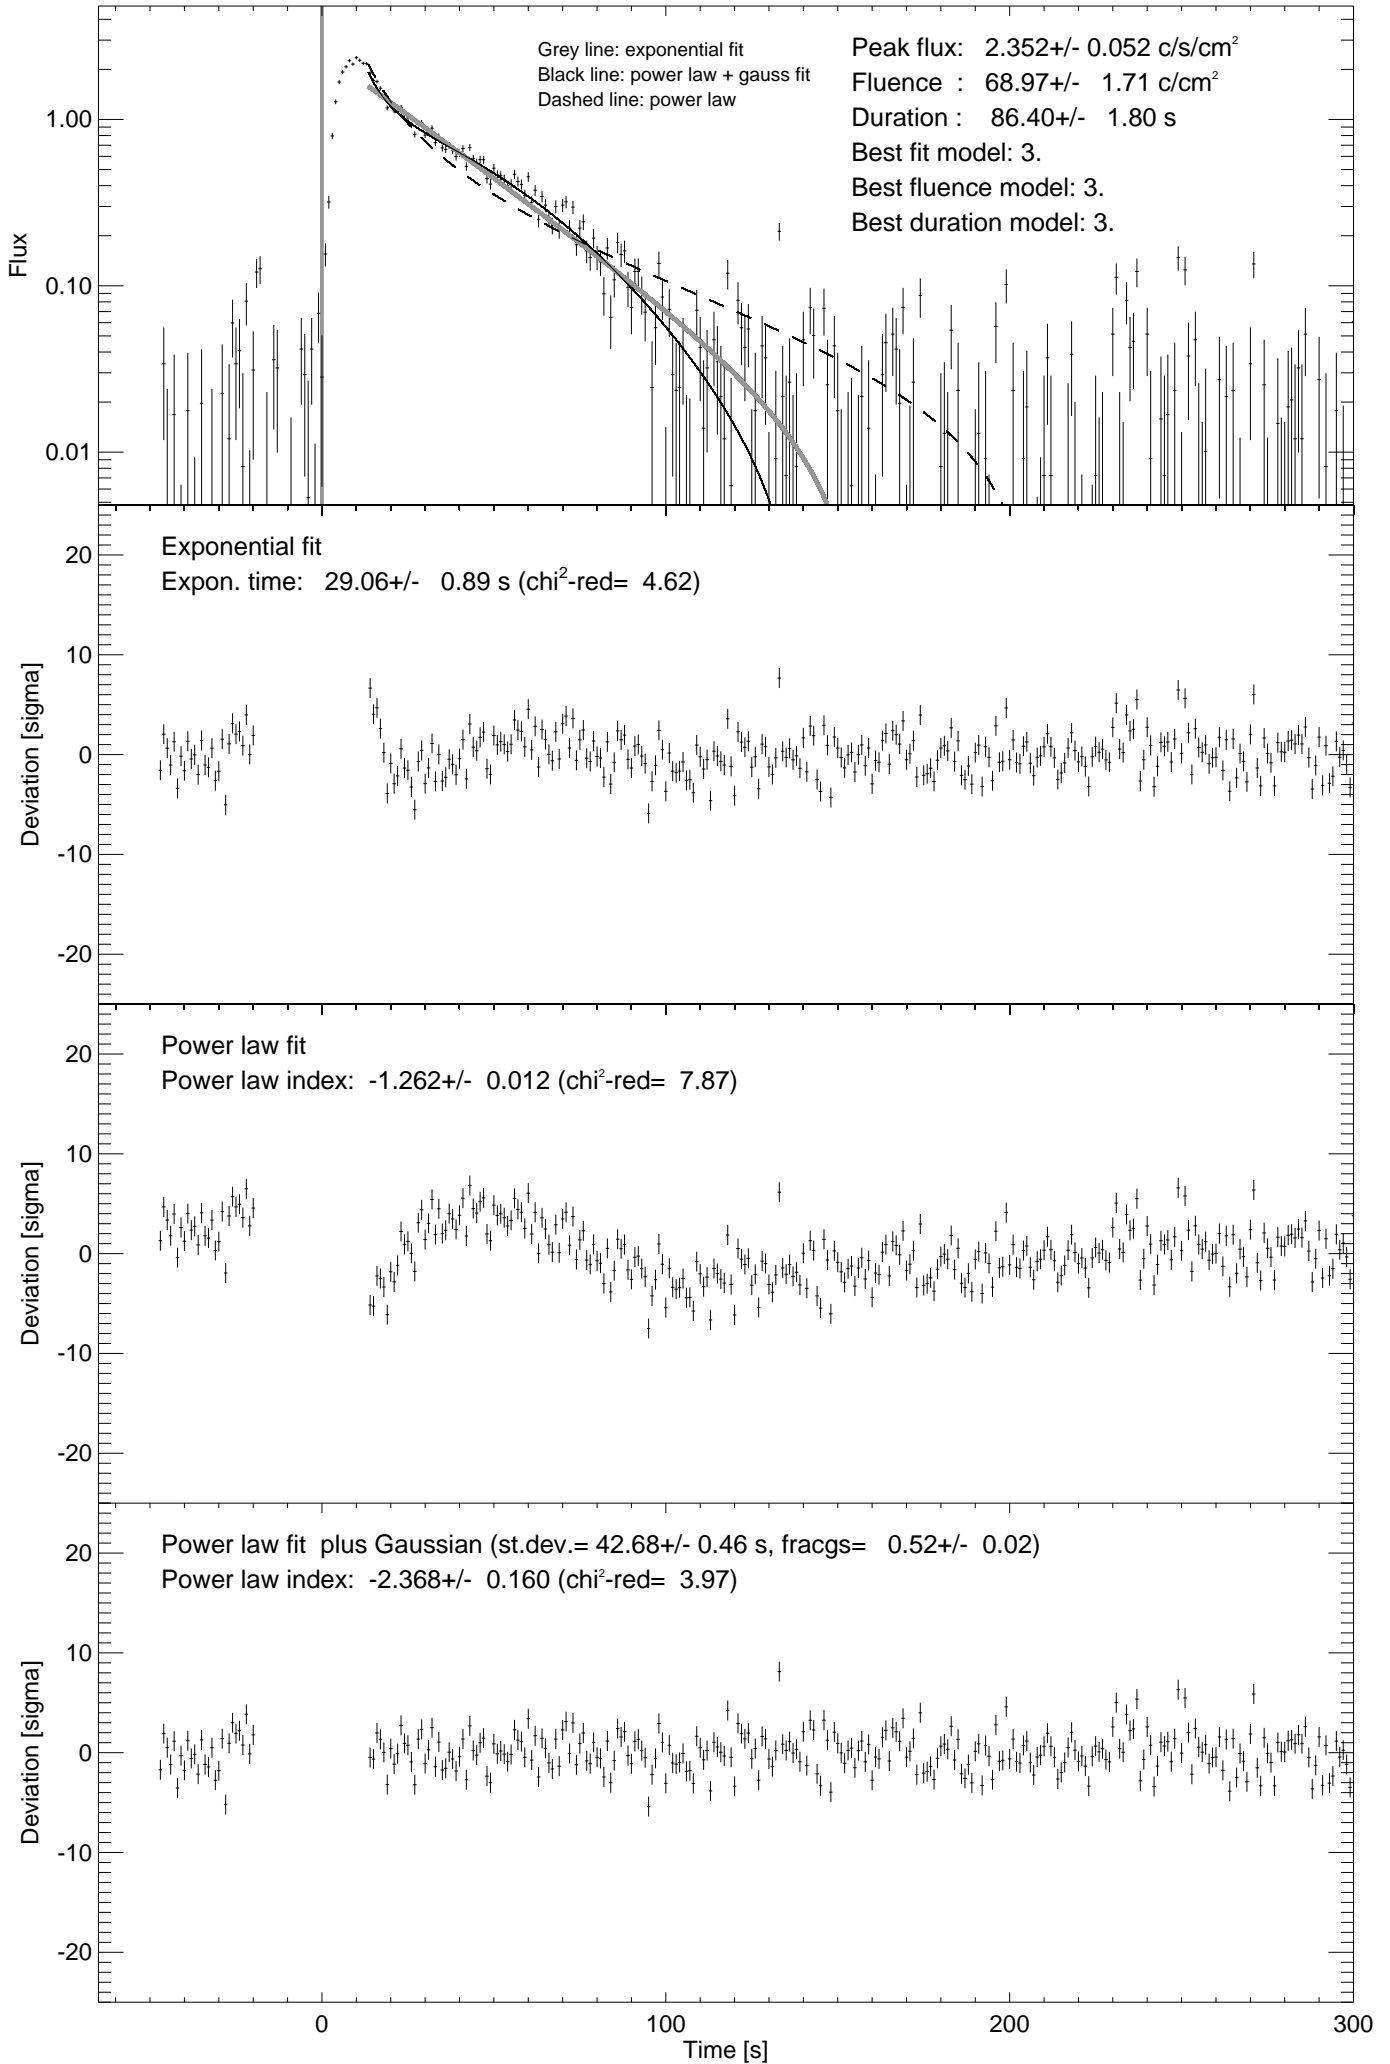 Grey line: exponential fit
Black line: power law + gauss fit
Dashed line: power law
Peak flux: 2.352+/- 0.052 c/s/cm²
Fluence : 68.97+/- 1.71 c/cm²
Duration : 86.40+/- 1.80 s
Best fit model: 3.
Best fluence model: 3.
Best duration model: 3.
1.00
0.10
0.01
Flux
Exponential fit
Expon. time: 29.06+/- 0.89 s (chi²-red= 4.62)
20
10
0
-10
-20
Deviation [sigma]
Power law fit
Power law index: -1.262+/- 0.012 (chi²-red= 7.87)
20
10
0
-10
-20
Deviation [sigma]
Power law fit plus Gaussian (st.dev.= 42.68+/- 0.46 s, fracgs= 0.52+/- 0.02)
Power law index: -2.368+/- 0.160 (chi²-red= 3.97)
20
10
0
-10
-20
Deviation [sigma]
0 100 200 300
Time [s]